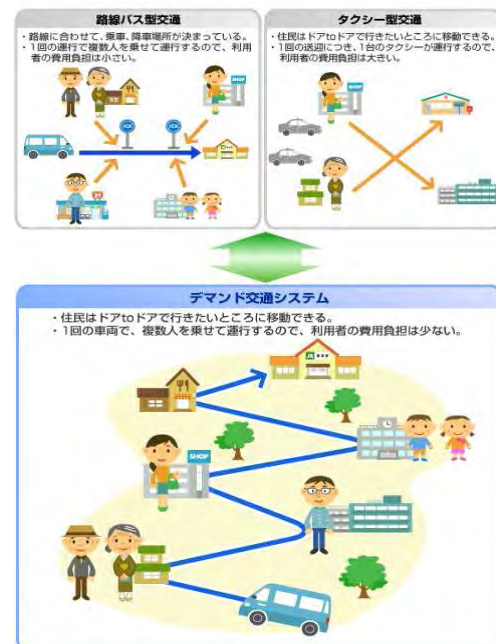 路線バス型交通
・路線に合わせて、乗車、降車場所が決まっている。
・1回の運行で複数人を乗せて運行するので、利用
者の費用負担は小さい。
SHOP
タクシー型交通
・住民はドアtoドアで行きたいところに移動できる。
・1回の送迎につき、1台のタクシーが運行するので、
利用者の費用負担は大きい。
SHOP
デマンド交通システム
・住民はドアtoドアで行きたいところに移動できる。
・1回の車両で、複数人を乗せて運行するので、利用者の費用負担は少ない。
SHOP